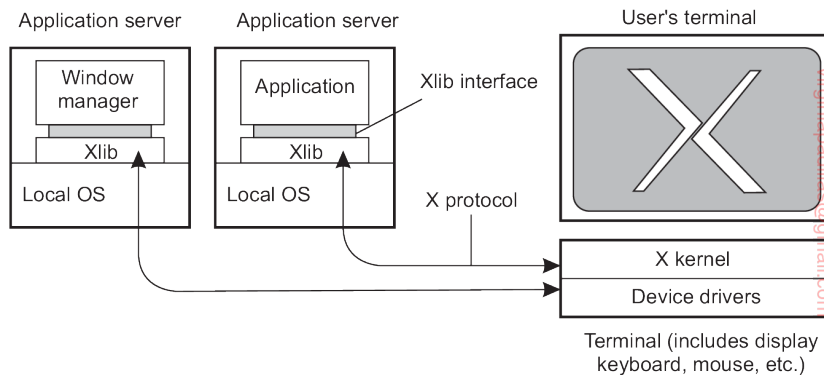 Application server
Application server
User's terminal
Window
manager
Application
Xlib interface
Xlib
Xlib
Local OS
Local OS
X protocol
X kernel
Device drivers
Terminal (includes display
keyboard, mouse, etc.)